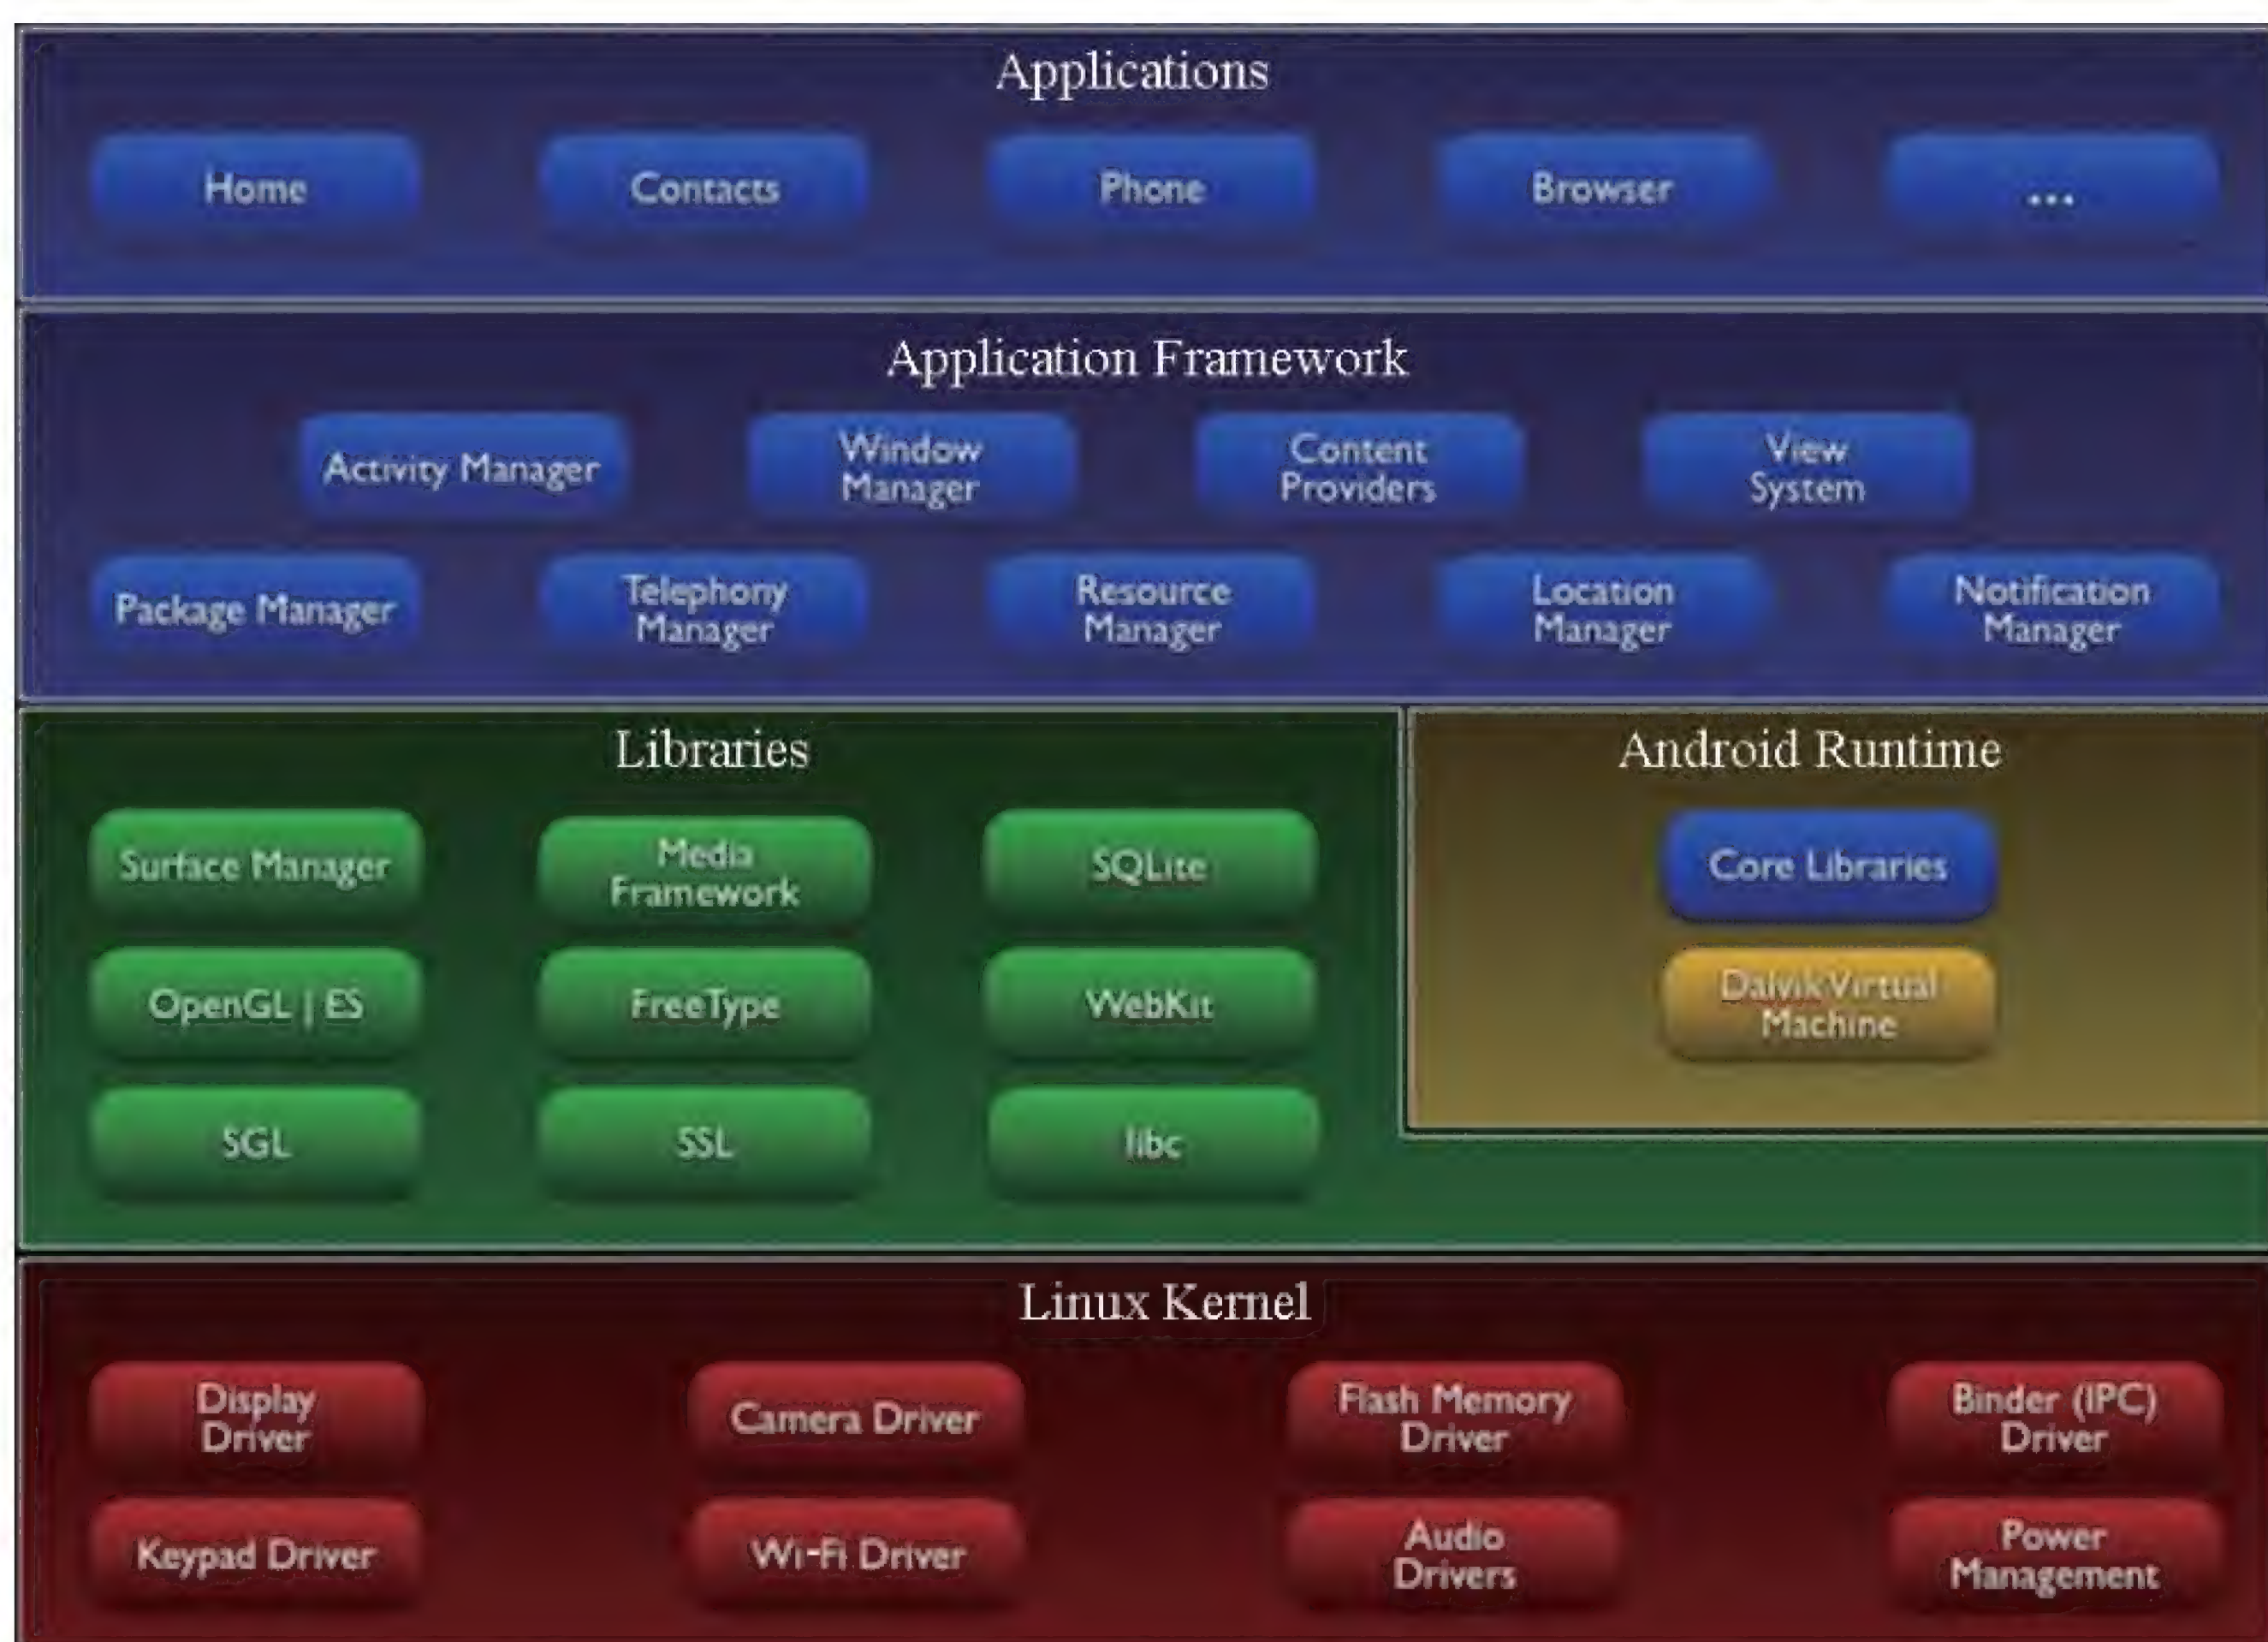 Applications
Home
Contacts
Phone
Browser
...
Application Framework
Activity Manager
Window
Manager
Content
Providers
View
System
Package Manager
Telephony
Manager
Resource
Manager
Location
Manager
Notification
Manager
Libraries
Surface Manager
Media
Framework
SQLite
OpenGL | ES
FreeType
WebKit
SGL
SSL
libc
Android Runtime
Core Libraries
Dalvik Virtual
Machine
Linux Kernel
Display
Driver
Camera Driver
Flash Memory
Driver
Binder (IPC)
Driver
Keypad Driver
Wi-Fi Driver
Audio
Drivers
Power
Management